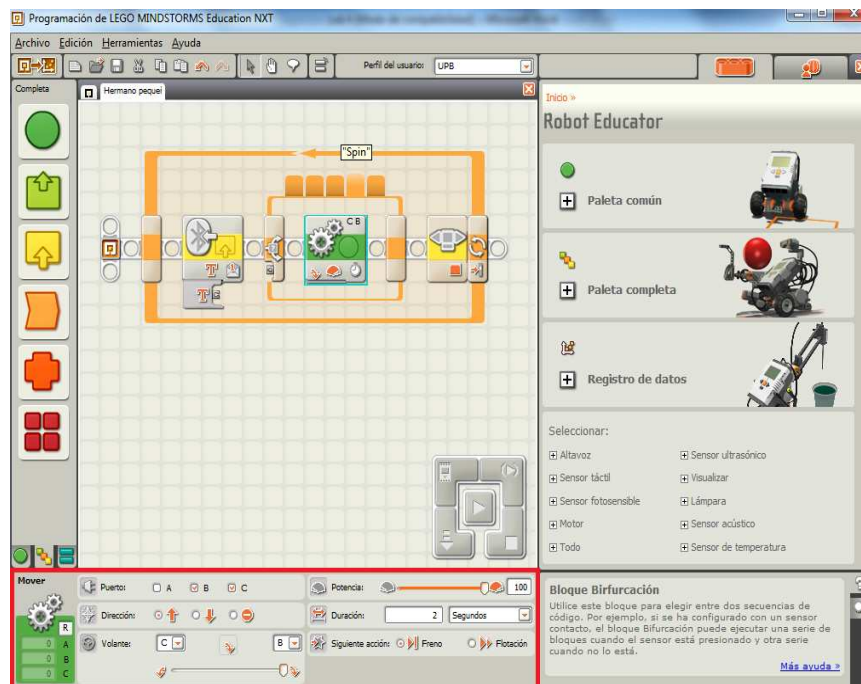 Programación de LEGO MINDSTORMS Education NXT
Archivo Edición Herramientas Ayuda
Perfil del usuario: UPB
Completa
Hermano pequel
Inicio »
Robot Educator
"Spin"
C B
Paleta común
Paleta completa
Registro de datos
Seleccionar:
Altavoz
Sensor ultrasónico
Sensor táctil
Visualizar
Sensor fotosensible
Lámpara
Motor
Sensor acústico
Todo
Sensor de temperatura
Mover
R
0 A
0 B
0 C
Puerto: A B C
Potencia: 100
Dirección:
Duración: 2 Segundos
Volante: C B
Siguiente acción: Freno Flotación
Bloque Birfurcación
Utilice este bloque para elegir entre dos secuencias de
código. Por ejemplo, si se ha configurado con un sensor
contacto, el bloque Bifurcación puede ejecutar una serie de
bloques cuando el sensor está presionado y otra serie
cuando no lo está.
Más ayuda »